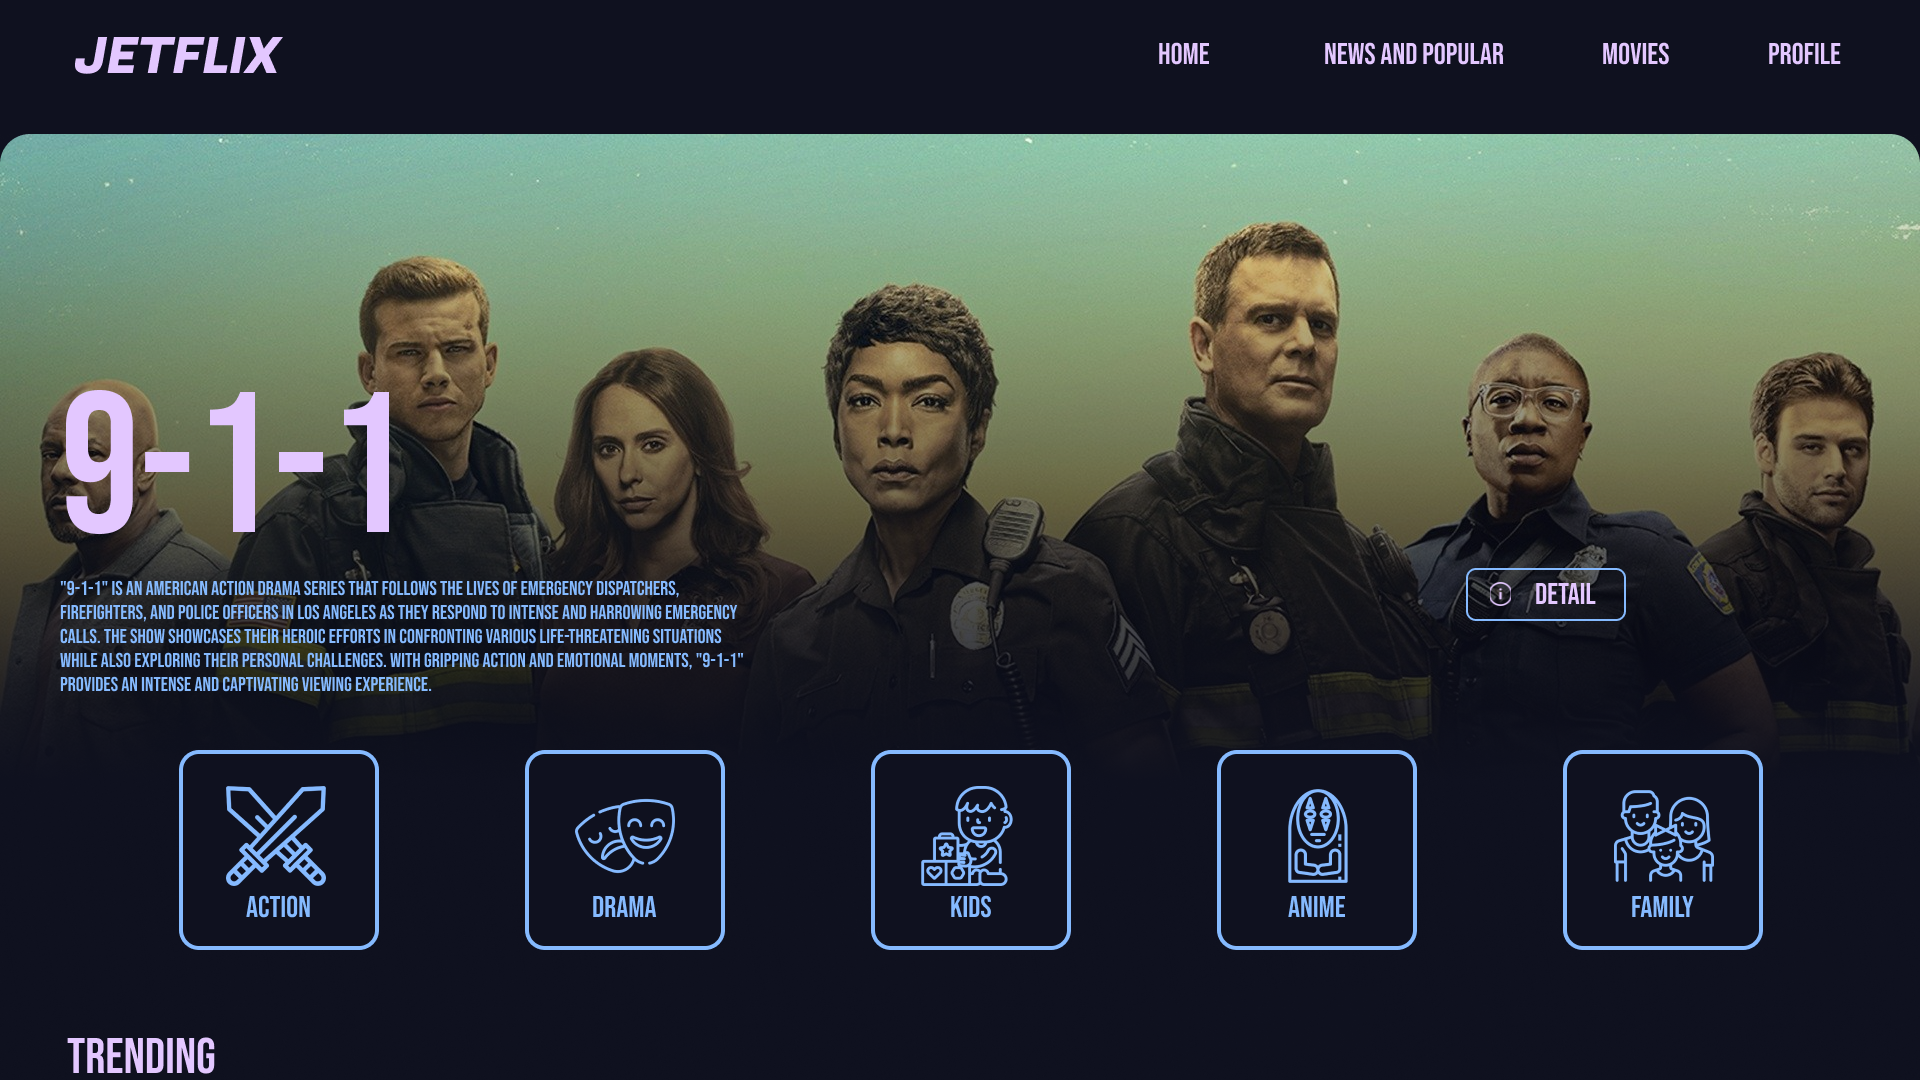 JETFLIX
HOME
NEWS AND POPULAR
MOVIES
PROFILE
9-1-1
"9-1-1" IS AN AMERICAN ACTION DRAMA SERIES THAT FOLLOWS THE LIVES OF EMERGENCY DISPATCHERS,
FIREFIGHTERS, AND POLICE OFFICERS IN LOS ANGELES AS THEY RESPOND TO INTENSE AND HARROWING EMERGENCY
CALLS. THE SHOW SHOWCASES THEIR HEROIC EFFORTS IN CONFRONTING VARIOUS LIFE-THREATENING SITUATIONS
WHILE ALSO EXPLORING THEIR PERSONAL CHALLENGES. WITH GRIPPING ACTION AND EMOTIONAL MOMENTS, "9-1-1"
PROVIDES AN INTENSE AND CAPTIVATING VIEWING EXPERIENCE.
DETAIL
ACTION
DRAMA
KIDS
ANIME
FAMILY
TRENDING